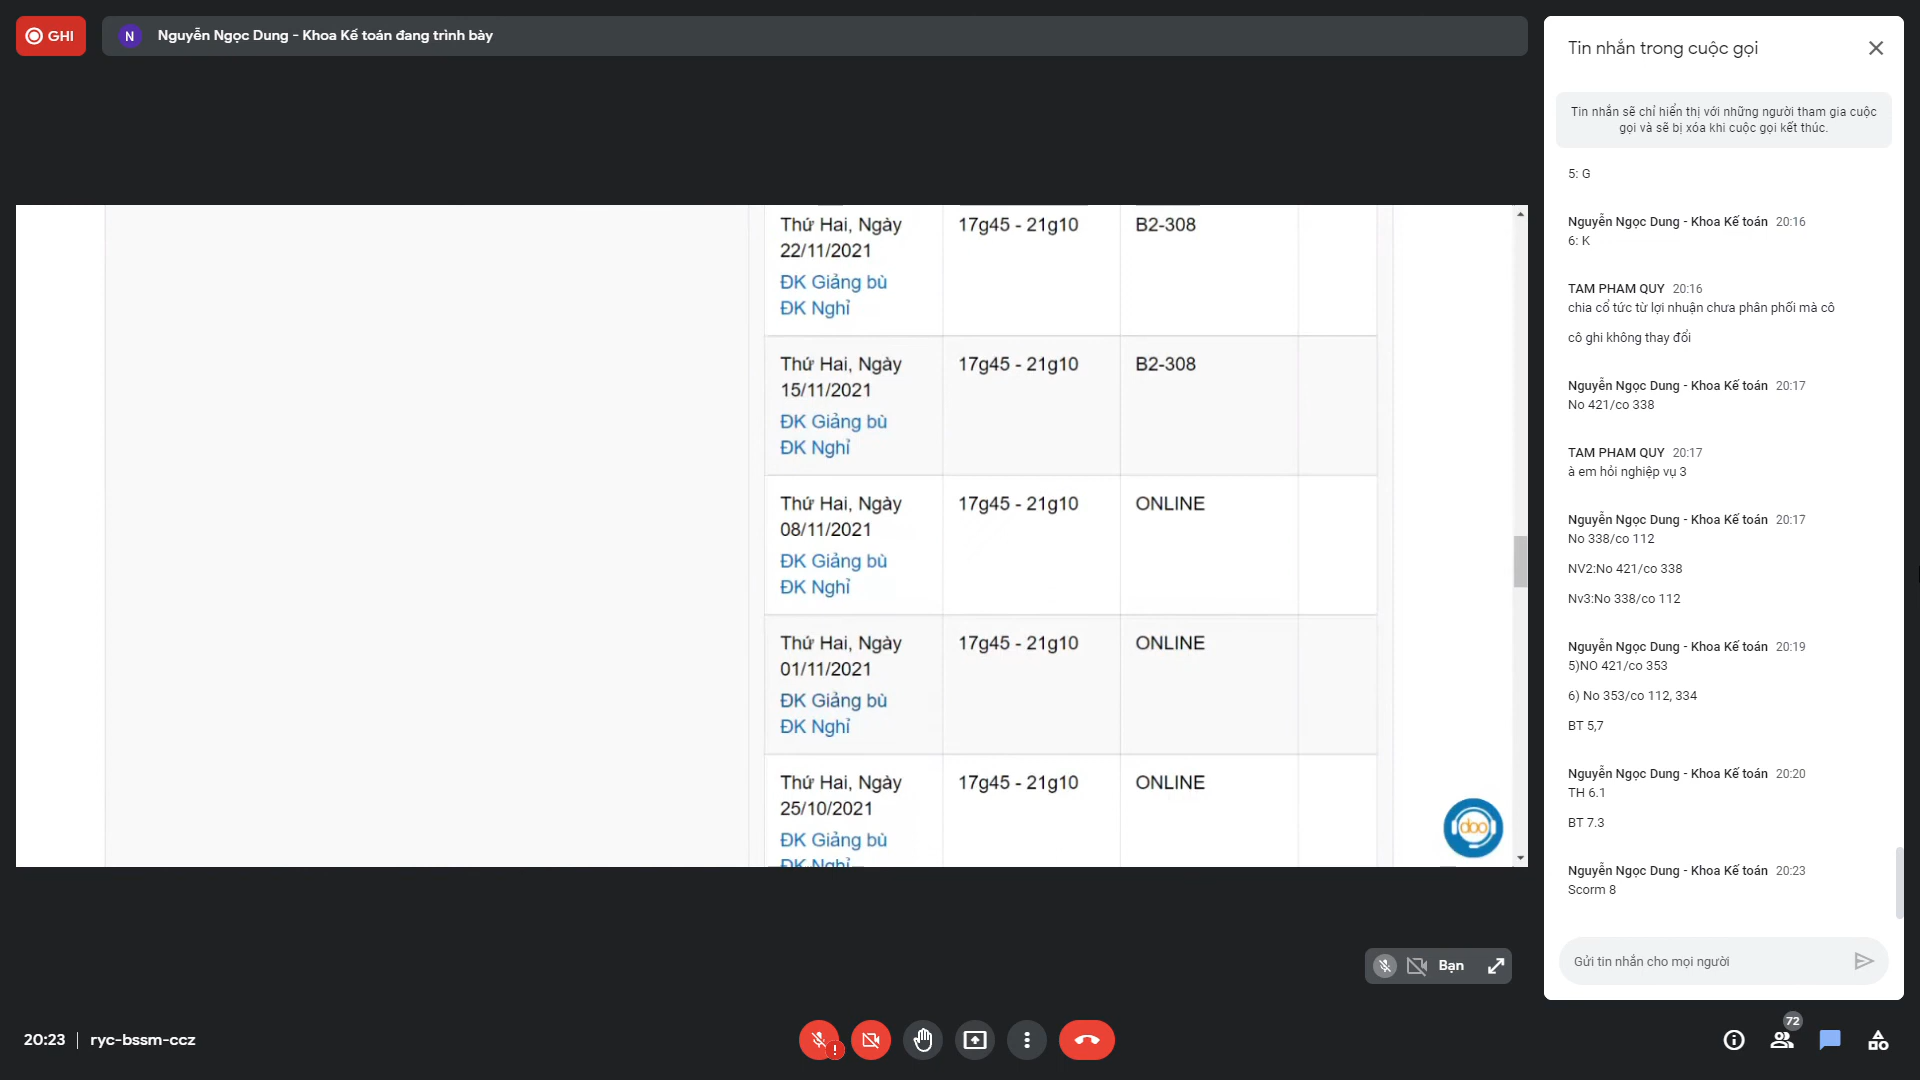 GHI
N
Nguyễn Ngọc Dung - Khoa Kế toán đang trình bày
Thứ Hai, Ngày
22/11/2021
ĐK Giảng bù
ĐK Nghỉ
17g45 - 21g10
B2-308
Thứ Hai, Ngày
15/11/2021
ĐK Giảng bù
ĐK Nghỉ
17g45 - 21g10
B2-308
Thứ Hai, Ngày
08/11/2021
ĐK Giảng bù
ĐK Nghỉ
17g45 - 21g10
ONLINE
Thứ Hai, Ngày
01/11/2021
ĐK Giảng bù
ĐK Nghỉ
17g45 - 21g10
ONLINE
Thứ Hai, Ngày
25/10/2021
ĐK Giảng bù
ĐK Nghỉ
17g45 - 21g10
ONLINE
doo
Bạn
20:23
ryc-bssm-ccz
Tin nhắn trong cuộc gọi
Tin nhắn sẽ chỉ hiển thị với những người tham gia cuộc
gọi và sẽ bị xóa khi cuộc gọi kết thúc.
5: G
Nguyễn Ngọc Dung - Khoa Kế toán 20:16
6: K
TAM PHAM QUY 20:16
chia cổ tức từ lợi nhuận chưa phân phối mà cô
cô ghi không thay đổi
Nguyễn Ngọc Dung - Khoa Kế toán 20:17
No 421/co 338
TAM PHAM QUY 20:17
à em hỏi nghiệp vụ 3
Nguyễn Ngọc Dung - Khoa Kế toán 20:17
No 338/co 112
NV2:No 421/co 338
Nv3:No 338/co 112
Nguyễn Ngọc Dung - Khoa Kế toán 20:19
5)NO 421/co 353
6) No 353/co 112, 334
BT 5,7
Nguyễn Ngọc Dung - Khoa Kế toán 20:20
TH 6.1
BT 7.3
Nguyễn Ngọc Dung - Khoa Kế toán 20:23
Scorm 8
Gửi tin nhắn cho mọi người
72